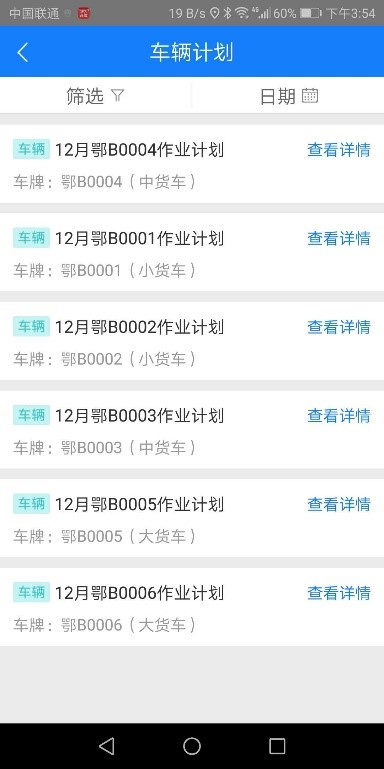 中国联通 19 B/s 4G 60% 下午3:54
车辆计划
筛选 日期
车辆 12月鄂B0004作业计划 查看详情
车牌：鄂B0004（中货车）
车辆 12月鄂B0001作业计划 查看详情
车牌：鄂B0001（小货车）
车辆 12月鄂B0002作业计划 查看详情
车牌：鄂B0002（小货车）
车辆 12月鄂B0003作业计划 查看详情
车牌：鄂B0003（中货车）
车辆 12月鄂B0005作业计划 查看详情
车牌：鄂B0005（大货车）
车辆 12月鄂B0006作业计划 查看详情
车牌：鄂B0006（大货车）